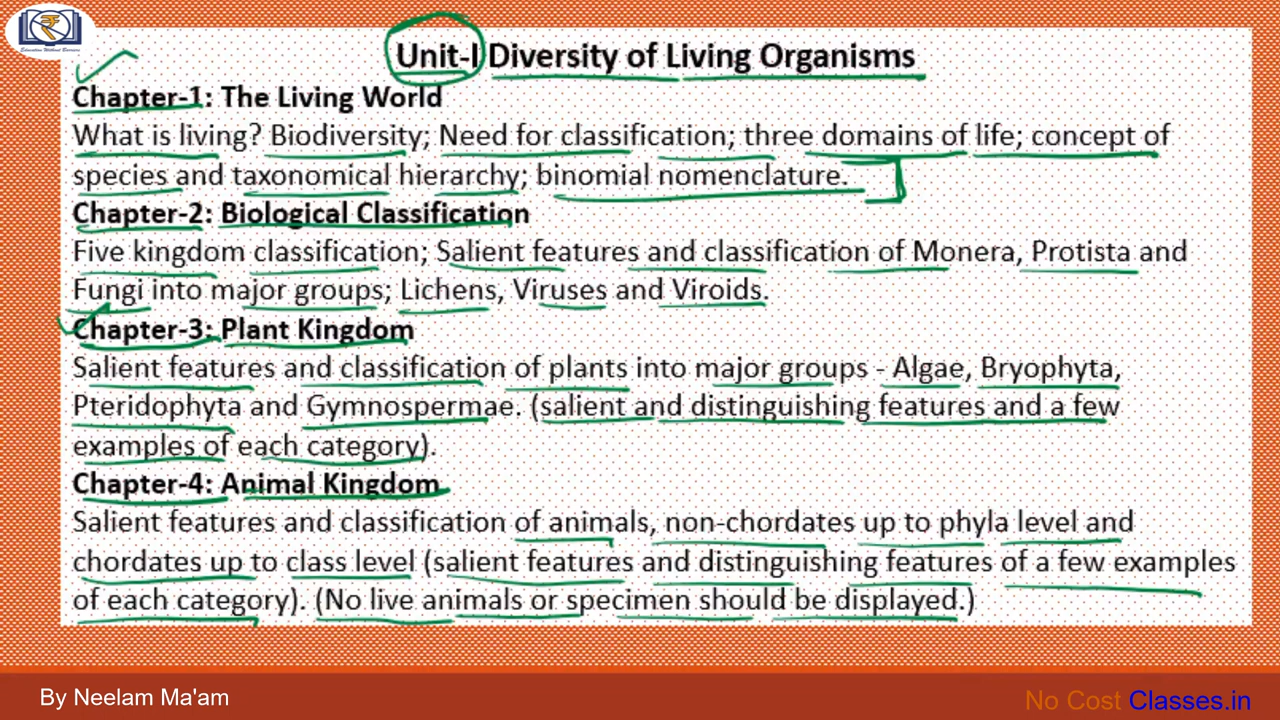 Unit-I Diversity of Living Organisms
Chapter-1: The Living World
What is living? Biodiversity; Need for classification; three domains of life; concept of
species and taxonomical hierarchy; binomial nomenclature.
Chapter-2: Biological Classification
Five kingdom classification; Salient features and classification of Monera, Protista and
Fungi into major groups; Lichens, Viruses and Viroids.
Chapter-3: Plant Kingdom
Salient features and classification of plants into major groups - Algae, Bryophyta,
Pteridophyta and Gymnospermae. (salient and distinguishing features and a few
examples of each category).
Chapter-4: Animal Kingdom
Salient features and classification of animals, non-chordates up to phyla level and
chordates up to class level (salient features and distinguishing features of a few examples
of each category). (No live animals or specimen should be displayed.)
Education Without Barriers
By Neelam Ma'am
No Cost Classes.in